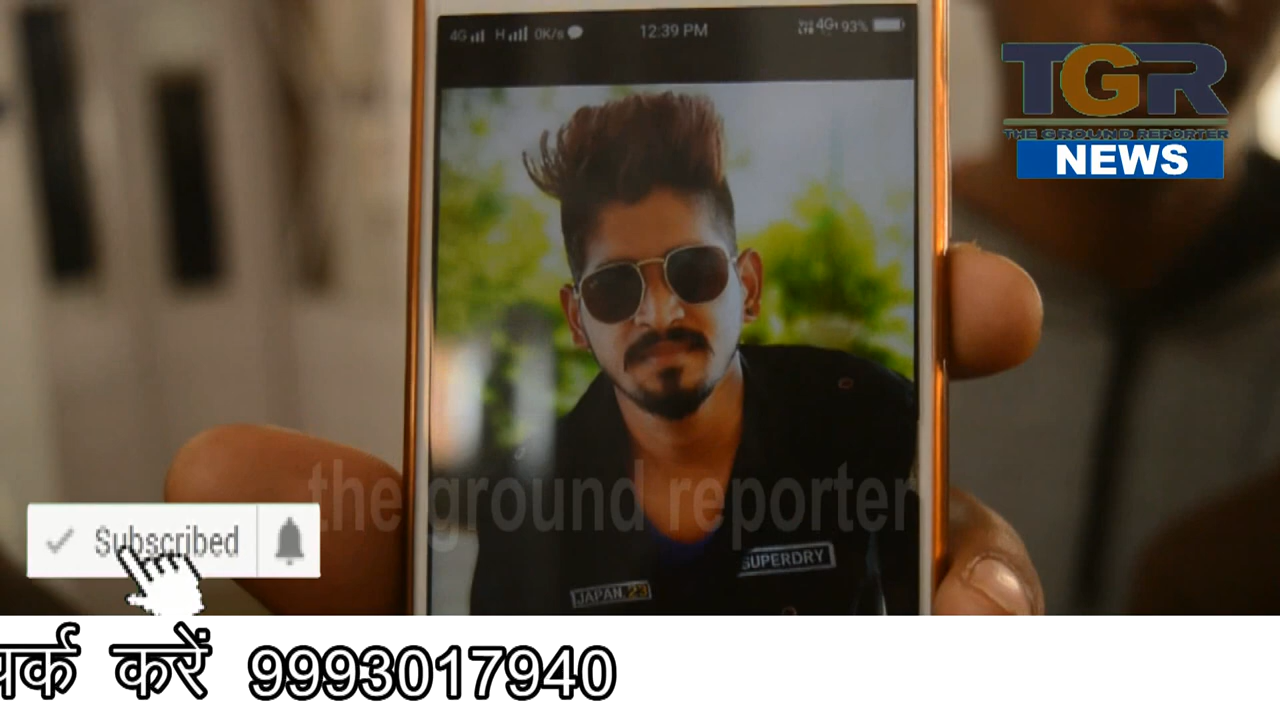 4G H 0K/s 12:39 PM 4G+ 93%
TGR
THE GROUND REPORTER
NEWS
the ground reporter
Subscribed
SUPERDRY
JAPAN.23
र्क करें 9993017940